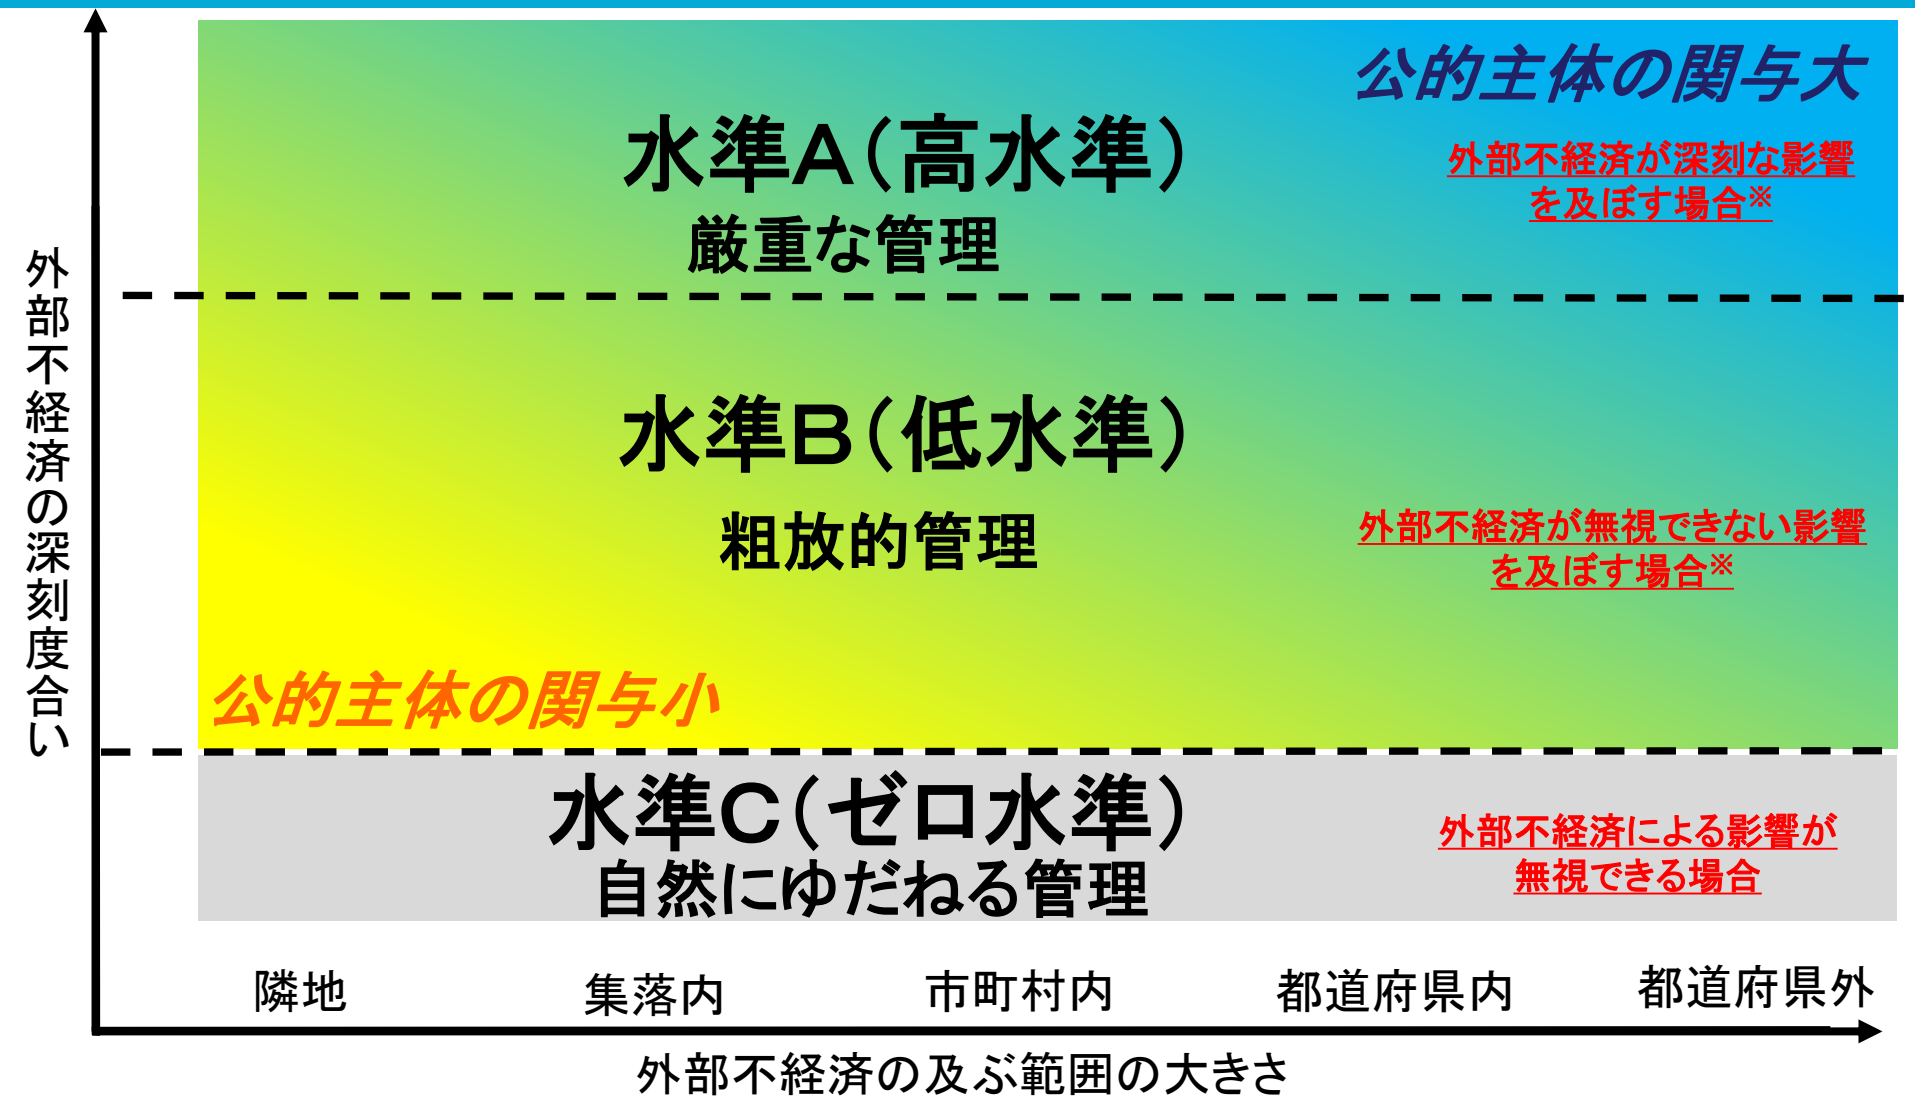 公的主体の関与大
水準A（高水準）
外部不経済が深刻な影響
を及ぼす場合※
厳重な管理
外部不経済の深刻度合い
水準B（低水準）
粗放的管理
外部不経済が無視できない影響
を及ぼす場合※
公的主体の関与小
水準C（ゼロ水準）
自然にゆだねる管理
外部不経済による影響が
無視できる場合
隣地
集落内
市町村内
都道府県内
都道府県外
外部不経済の及ぶ範囲の大きさ